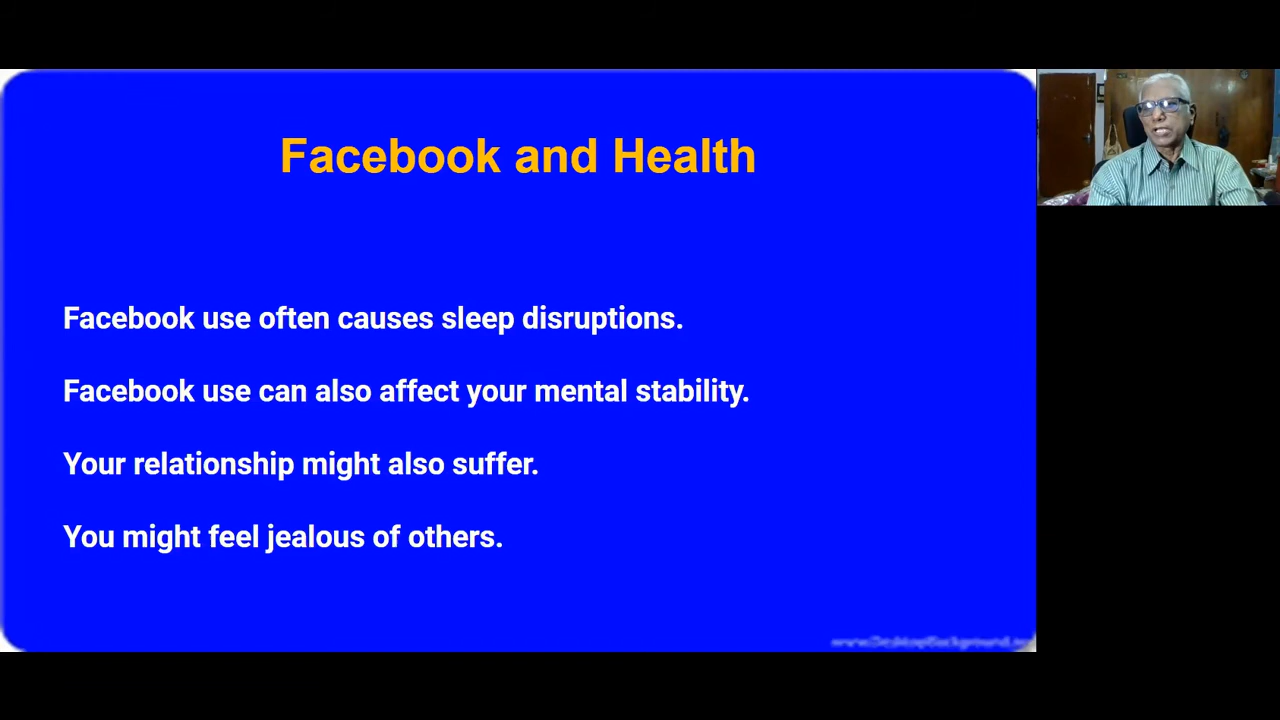 Facebook and Health
Facebook use often causes sleep disruptions.
Facebook use can also affect your mental stability.
Your relationship might also suffer.
You might feel jealous of others.